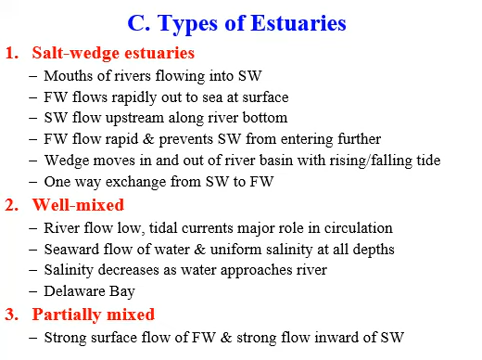 C. Types of Estuaries
1. Salt-wedge estuaries
– Mouths of rivers flowing into SW
– FW flows rapidly out to sea at surface
– SW flow upstream along river bottom
– FW flow rapid & prevents SW from entering further
– Wedge moves in and out of river basin with rising/falling tide
– One way exchange from SW to FW
2. Well-mixed
– River flow low, tidal currents major role in circulation
– Seaward flow of water & uniform salinity at all depths
– Salinity decreases as water approaches river
– Delaware Bay
3. Partially mixed
– Strong surface flow of FW & strong flow inward of SW